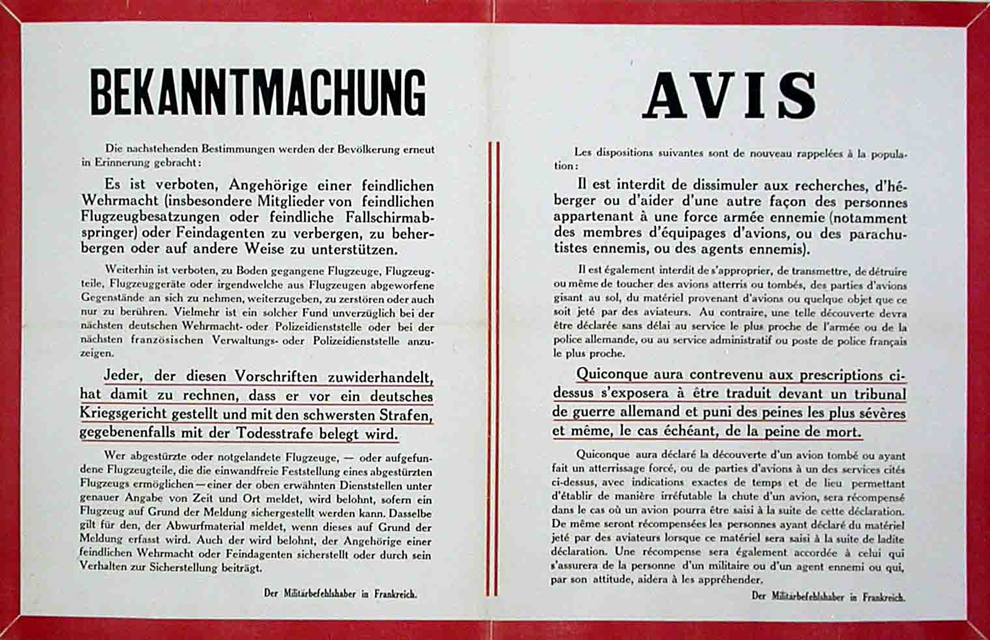 BEKANNTMACHUNG
Die nachstehenden Bestimmungen werden der Bevölkerung erneut
in Erinnerung gebracht:
Es ist verboten, Angehörige einer feindlichen
Wehrmacht (insbesondere Mitglieder von feindlichen
Flugzeugbesatzungen oder feindliche Fallschirmab-
springer) oder Feindagenten zu verbergen, zu beher-
bergen oder auf andere Weise zu unterstützen.
Weiterhin ist verboten, zu Boden gegangene Flugzeuge, Flugzeug-
teile, Flugzeuggeräte oder irgendwelche aus Flugzeugen abgeworfene
Gegenstände an sich zu nehmen, weiterzugeben, zu zerstören oder auch
nur zu berühren. Vielmehr ist ein solcher Fund unverzüglich bei der
nächsten deutschen Wehrmacht- oder Polizeidienststelle oder bei der
nächsten französischen Verwaltungs- oder Polizeidienststelle anzu-
zeigen.
Jeder, der diesen Vorschriften zuwiderhandelt,
hat damit zu rechnen, dass er vor ein deutsches
Kriegsgericht gestellt und mit den schwersten Strafen,
gegebenenfalls mit der Todesstrafe belegt wird.
Wer abgestürzte oder notgelandete Flugzeuge, — oder aufgefun-
dene Flugzeugteile, die die einwandfreie Feststellung eines abgestürzten
Flugzeugs ermöglichen — einer der oben erwähnten Dienststellen unter
genauer Angabe von Zeit und Ort meldet, wird belohnt, sofern ein
Flugzeug auf Grund der Meldung sichergestellt werden kann. Dasselbe
gilt für den, der Abwurfmaterial meldet, wenn dieses auf Grund der
Meldung erfasst wird. Auch der wird belohnt, der Angehörige einer
feindlichen Wehrmacht oder Feindagenten sicherstellt oder durch sein
Verhalten zur Sicherstellung beiträgt.
Der Militärbefehlshaber in Frankreich.
AVIS
Les dispositions suivantes sont de nouveau rappelées à la popula-
tion:
Il est interdit de dissimuler aux recherches, d'hé-
berger ou d'aider d'une autre façon des personnes
appartenant à une force armée ennemie (notamment
des membres d'équipages d'avions, ou des parachu-
tistes ennemis, ou des agents ennemis).
Il est également interdit de s'approprier, de transmettre, de détruire
ou même de toucher des avions atterris ou tombés, des parties d'avions
gisant au sol, du matériel provenant d'avions ou quelque objet que ce
soit jeté par des aviateurs. Au contraire, une telle découverte devra
être déclarée sans délai au service le plus proche de l'armée ou de la
police allemande, ou au service administratif ou poste de police français
le plus proche.
Quiconque aura contrevenu aux prescriptions ci-
dessus s'exposera à être traduit devant un tribunal
de guerre allemand et puni des peines les plus sévères
et même, le cas échéant, de la peine de mort.
Quiconque aura déclaré la découverte d'un avion tombé ou ayant
fait un atterrissage forcé, ou de parties d'avions à un des services cités
ci-dessus, avec indications exactes de temps et de lieu permettant
d'établir de manière irréfutable la chute d'un avion, sera récompensé
dans le cas où un avion pourra être saisi à la suite de cette déclaration.
De même seront récompensées les personnes ayant déclaré du matériel
jeté par des aviateurs lorsque ce matériel sera saisi à la suite de ladite
déclaration. Une récompense sera également accordée à celui qui
s'assurera de la personne d'un militaire ou d'un agent ennemi ou qui,
par son attitude, aidera à les appréhender.
Der Militärbefehlshaber in Frankreich.